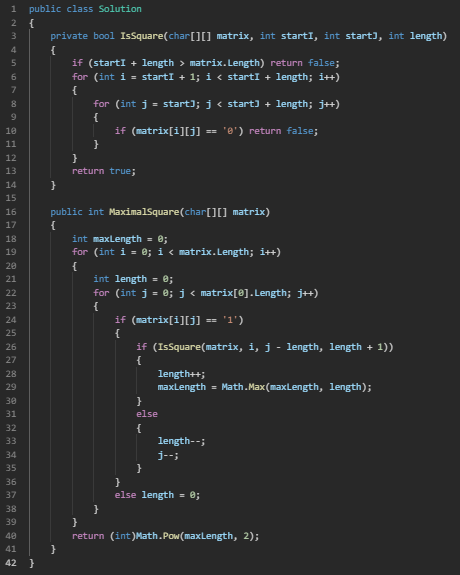 1 public class Solution
2 {
3     private bool IsSquare(char[][] matrix, int startI, int startJ, int length)
4     {
5         if (startI + length > matrix.Length) return false;
6         for (int i = startI + 1; i < startI + length; i++)
7         {
8             for (int j = startJ; j < startJ + length; j++)
9             {
10                 if (matrix[i][j] == '0') return false;
11             }
12         }
13         return true;
14     }
15
16     public int MaximalSquare(char[][] matrix)
17     {
18         int maxLength = 0;
19         for (int i = 0; i < matrix.Length; i++)
20         {
21             int length = 0;
22             for (int j = 0; j < matrix[0].Length; j++)
23             {
24                 if (matrix[i][j] == '1')
25                 {
26                     if (IsSquare(matrix, i, j - length, length + 1))
27                     {
28                         length++;
29                         maxLength = Math.Max(maxLength, length);
30                     }
31                     else
32                     {
33                         length--;
34                         j--;
35                     }
36                 }
37                 else length = 0;
38             }
39         }
40         return (int)Math.Pow(maxLength, 2);
41     }
42 }